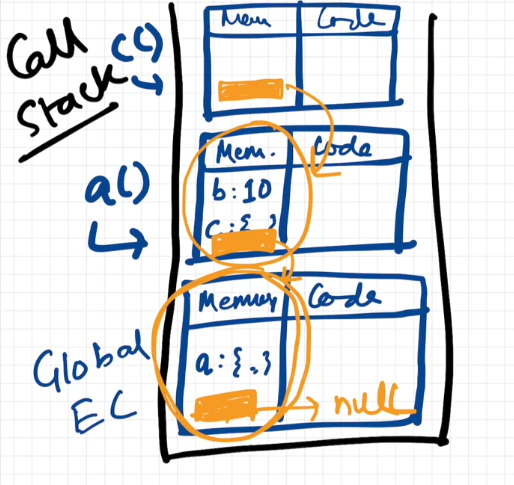 Call
Stack
c()
Mem
Code
a()
Mem.
Code
b:10
c:{ }
Global
EC
Memory
Code
a:{.}
null